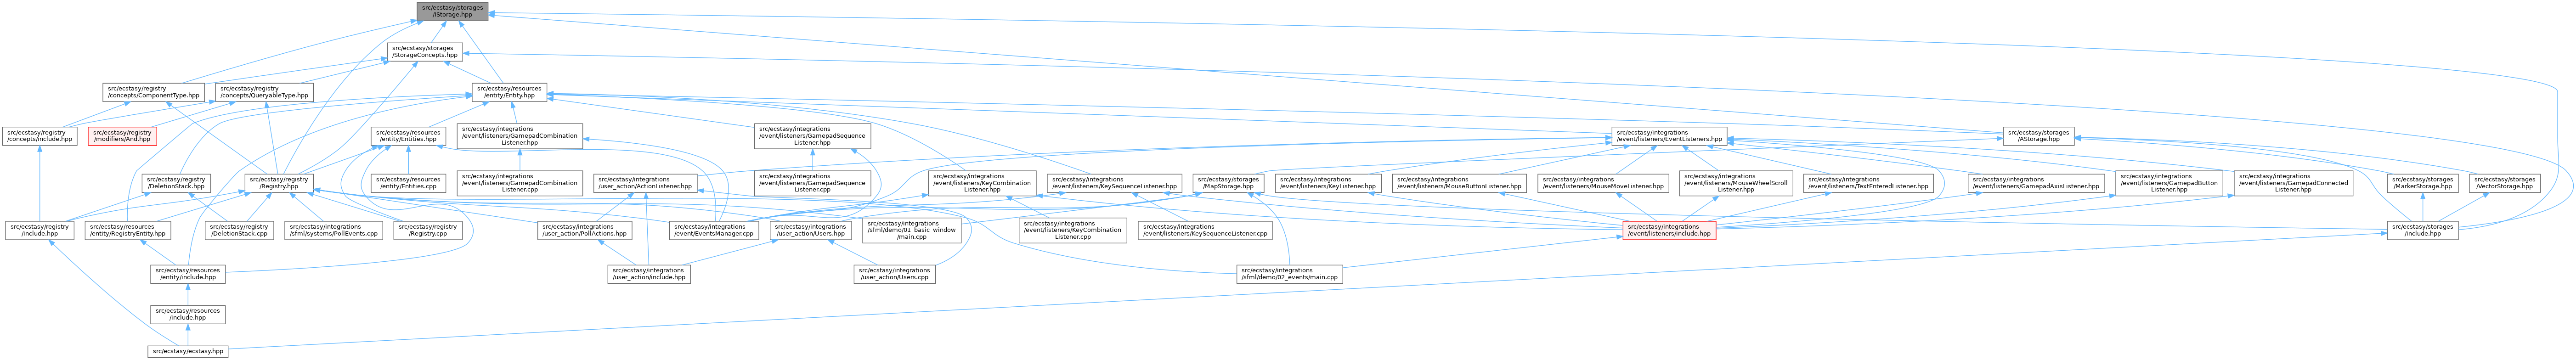 src/ecstasy/storages
/IStorage.hpp
src/ecstasy/storages
/StorageConcepts.hpp
src/ecstasy/registry
/concepts/ComponentType.hpp
src/ecstasy/registry
/concepts/QueryableType.hpp
src/ecstasy/resources
/entity/Entity.hpp
src/ecstasy/registry
/concepts/include.hpp
src/ecstasy/registry
/modifiers/And.hpp
src/ecstasy/resources
/entity/Entities.hpp
src/ecstasy/integrations
/event/listeners/GamepadCombination
Listener.hpp
src/ecstasy/integrations
/event/listeners/GamepadSequence
Listener.hpp
src/ecstasy/integrations
/event/listeners/EventListeners.hpp
src/ecstasy/storages
/AStorage.hpp
src/ecstasy/registry
/DeletionStack.hpp
src/ecstasy/registry
/Registry.hpp
src/ecstasy/resources
/entity/Entities.cpp
src/ecstasy/integrations
/event/listeners/GamepadCombination
Listener.cpp
src/ecstasy/integrations
/user_action/ActionListener.hpp
src/ecstasy/integrations
/event/listeners/GamepadSequence
Listener.cpp
src/ecstasy/integrations
/event/listeners/KeyCombination
Listener.hpp
src/ecstasy/integrations
/event/listeners/KeySequenceListener.hpp
src/ecstasy/storages
/MapStorage.hpp
src/ecstasy/integrations
/event/listeners/KeyListener.hpp
src/ecstasy/integrations
/event/listeners/MouseButtonListener.hpp
src/ecstasy/integrations
/event/listeners/MouseMoveListener.hpp
src/ecstasy/integrations
/event/listeners/MouseWheelScroll
Listener.hpp
src/ecstasy/integrations
/event/listeners/TextEnteredListener.hpp
src/ecstasy/integrations
/event/listeners/GamepadAxisListener.hpp
src/ecstasy/integrations
/event/listeners/GamepadButton
Listener.hpp
src/ecstasy/integrations
/event/listeners/GamepadConnected
Listener.hpp
src/ecstasy/storages
/MarkerStorage.hpp
src/ecstasy/storages
/VectorStorage.hpp
src/ecstasy/registry
/include.hpp
src/ecstasy/resources
/entity/RegistryEntity.hpp
src/ecstasy/registry
/DeletionStack.cpp
src/ecstasy/integrations
/sfml/systems/PollEvents.cpp
src/ecstasy/registry
/Registry.cpp
src/ecstasy/integrations
/user_action/PollActions.hpp
src/ecstasy/integrations
/event/EventsManager.cpp
src/ecstasy/integrations
/user_action/Users.hpp
src/ecstasy/integrations
/sfml/demo/01_basic_window
/main.cpp
src/ecstasy/integrations
/event/listeners/KeyCombination
Listener.cpp
src/ecstasy/integrations
/event/listeners/KeySequenceListener.cpp
src/ecstasy/integrations
/event/listeners/include.hpp
src/ecstasy/storages
/include.hpp
src/ecstasy/resources
/entity/include.hpp
src/ecstasy/integrations
/user_action/include.hpp
src/ecstasy/integrations
/user_action/Users.cpp
src/ecstasy/integrations
/sfml/demo/02_events/main.cpp
src/ecstasy/resources
/include.hpp
src/ecstasy/ecstasy.hpp